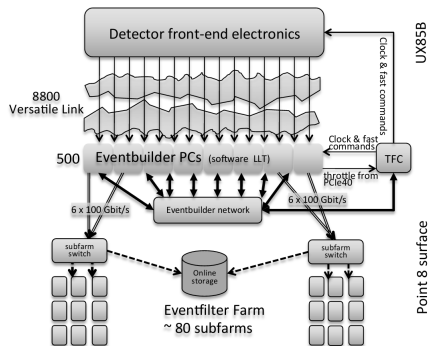 Detector front-end electronics
UX85B
Clock & fast
commands
8800
Versatile Link
Clock & fast
commands
500
Eventbuilder PCs (software LLT)
TFC
throttle from
PCIe40
6 x 100 Gbit/s
6 x 100 Gbit/s
Eventbuilder network
Point 8 surface
subfarm
switch
Online
storage
subfarm
switch
Eventfilter Farm
~ 80 subfarms